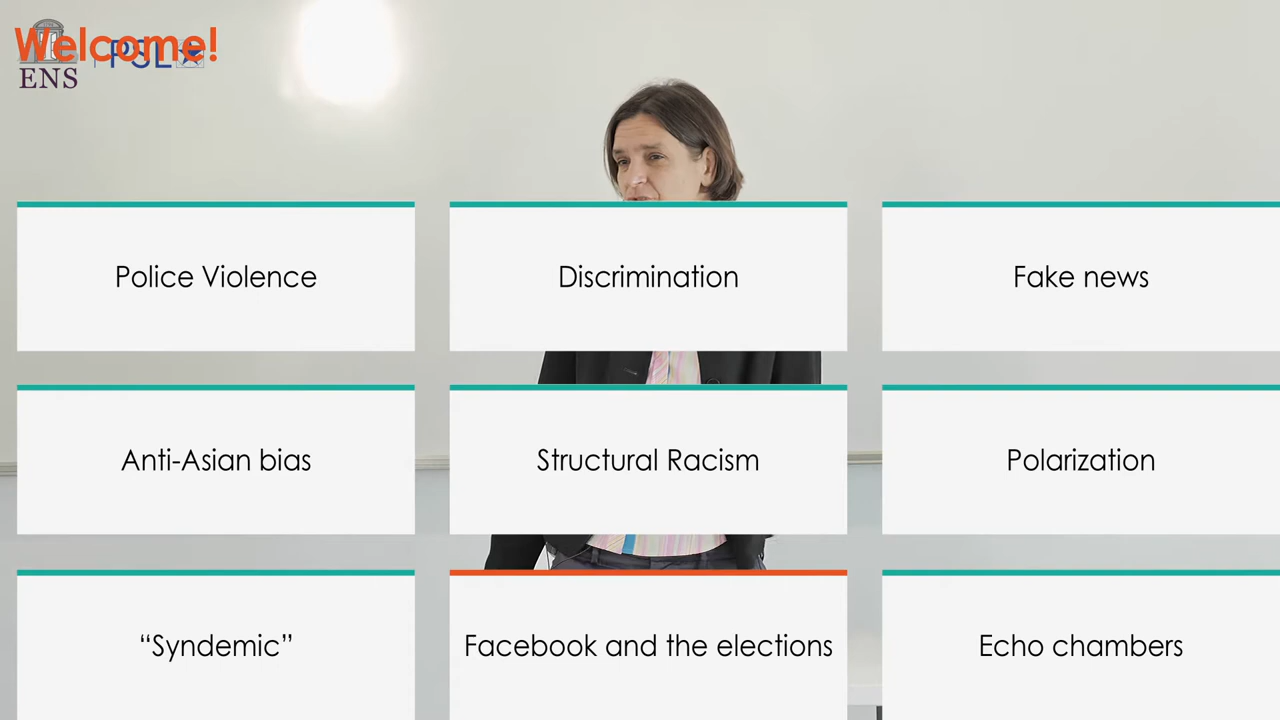 Welcome!
PSL
ENS
Police Violence
Discrimination
Fake news
Anti-Asian bias
Structural Racism
Polarization
“Syndemic”
Facebook and the elections
Echo chambers